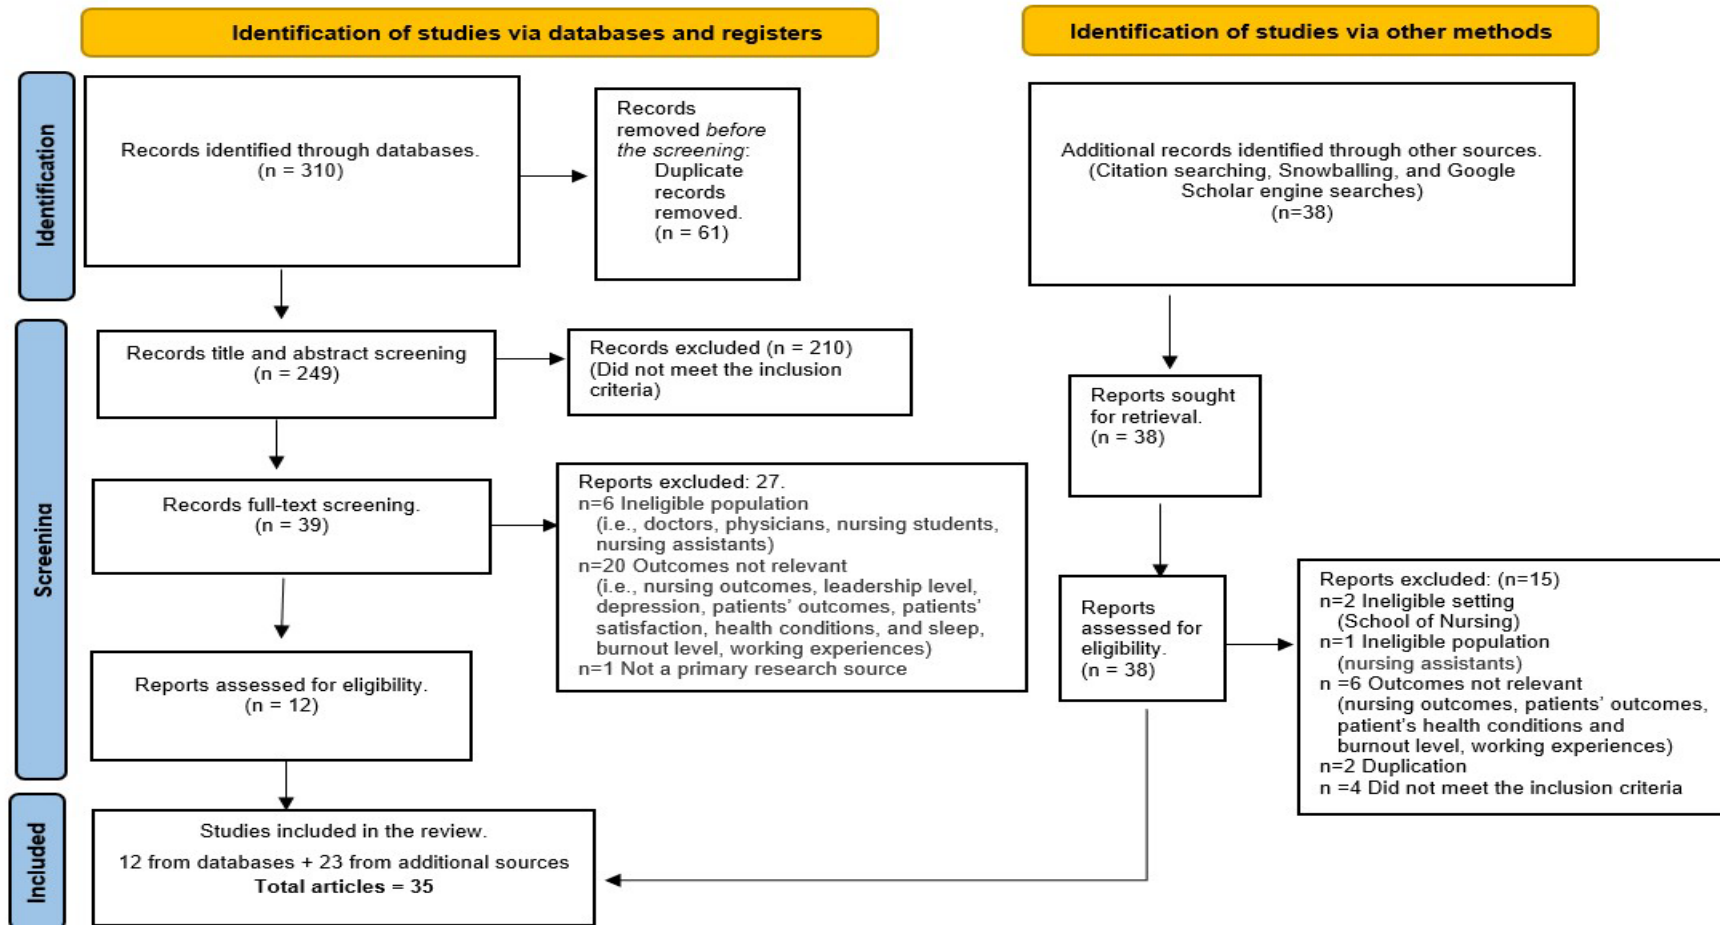 Identification of studies via databases and registers
Identification of studies via other methods
Identification
Records identified through databases.
(n = 310)
Records
removed before
the screening:
Duplicate
records
removed.
(n = 61)
Additional records identified through other sources.
(Citation searching, Snowballing, and Google
Scholar engine searches)
(n=38)
Screening
Records title and abstract screening
(n = 249)
Records excluded (n = 210)
(Did not meet the inclusion
criteria)
Reports sought
for retrieval.
(n = 38)
Records full-text screening.
(n = 39)
Reports excluded: 27.
n=6 Ineligible population
(i.e., doctors, physicians, nursing students,
nursing assistants)
n=20 Outcomes not relevant
(i.e., nursing outcomes, leadership level,
depression, patients’ outcomes, patients’
satisfaction, health conditions, and sleep,
burnout level, working experiences)
n=1 Not a primary research source
Reports
assessed for
eligibility.
(n = 38)
Reports excluded: (n=15)
n=2 Ineligible setting
(School of Nursing)
n=1 Ineligible population
(nursing assistants)
n =6 Outcomes not relevant
(nursing outcomes, patients’ outcomes,
patient’s health conditions and
burnout level, working experiences)
n=2 Duplication
n =4 Did not meet the inclusion criteria
Reports assessed for eligibility.
(n = 12)
Included
Studies included in the review.
12 from databases + 23 from additional sources
Total articles = 35